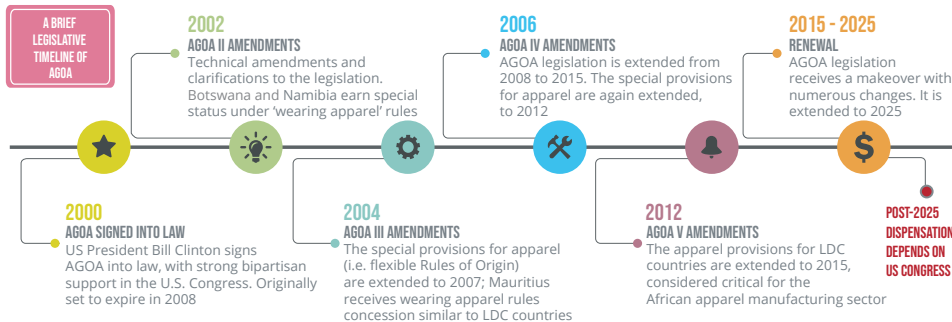 A BRIEF
LEGISLATIVE
TIMELINE OF
AGOA
2000
AGOA SIGNED INTO LAW
US President Bill Clinton signs
AGOA into law, with strong bipartisan
support in the U.S. Congress. Originally
set to expire in 2008
2002
AGOA II AMENDMENTS
Technical amendments and
clarifications to the legislation.
Botswana and Namibia earn special
status under ‘wearing apparel’ rules
2004
AGOA III AMENDMENTS
The special provisions for apparel
(i.e. flexible Rules of Origin)
are extended to 2007; Mauritius
receives wearing apparel rules
concession similar to LDC countries
2006
AGOA IV AMENDMENTS
AGOA legislation is extended from
2008 to 2015. The special provisions
for apparel are again extended,
to 2012
2012
AGOA V AMENDMENTS
The apparel provisions for LDC
countries are extended to 2015,
considered critical for the
African apparel manufacturing sector
2015 - 2025
RENEWAL
AGOA legislation
receives a makeover with
numerous changes. It is
extended to 2025
$
POST-2025
DISPENSATION
DEPENDS ON
US CONGRESS